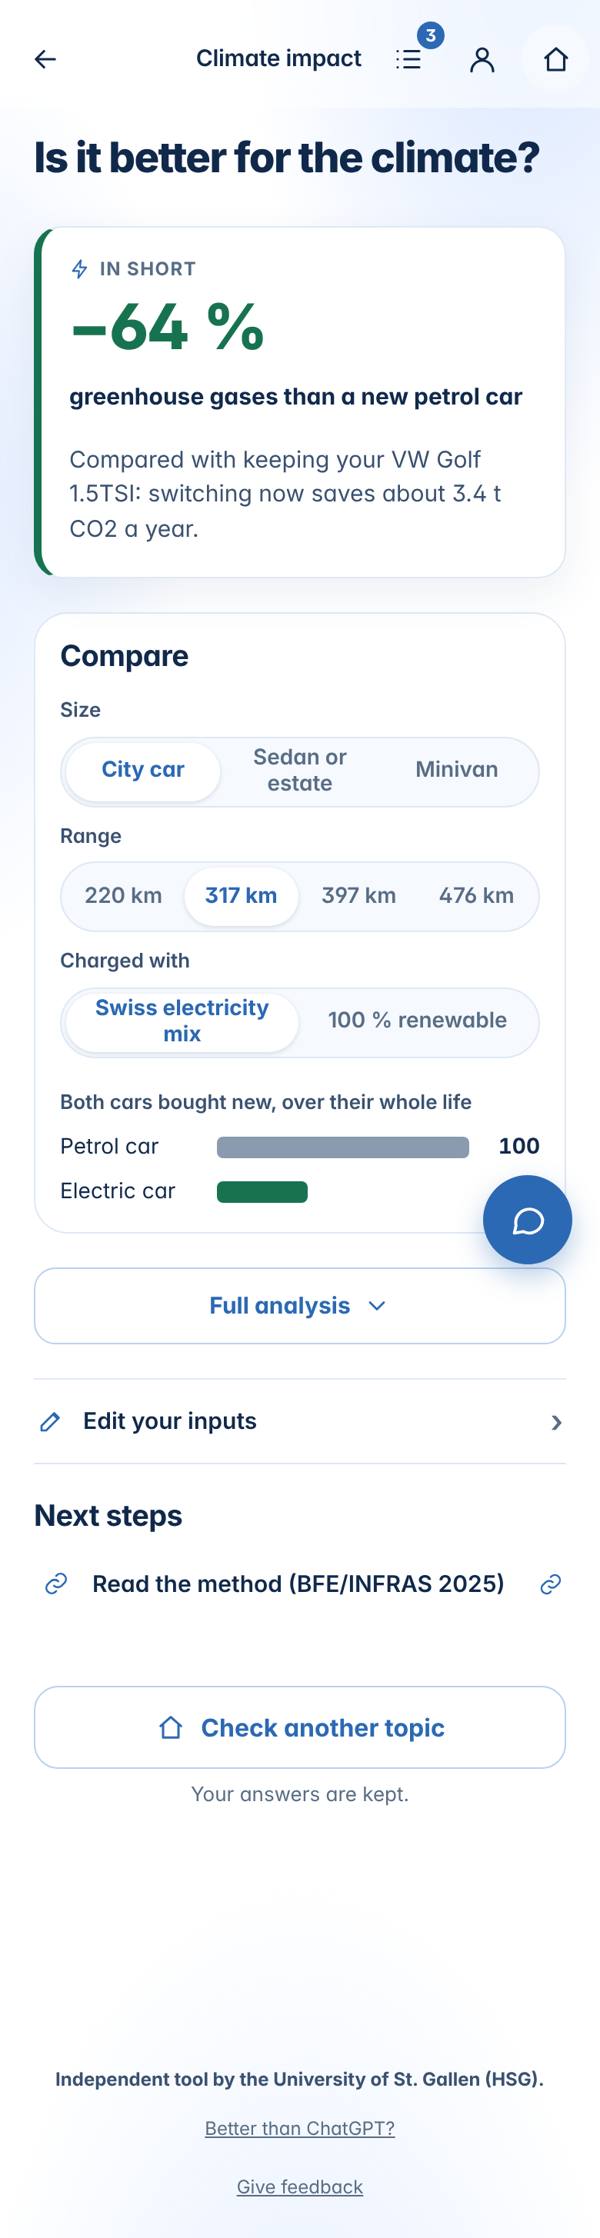 Climate impact
3
Is it better for the climate?
IN SHORT
–64 %
greenhouse gases than a new petrol car
Compared with keeping your VW Golf
1.5TSI: switching now saves about 3.4 t
CO2 a year.
Compare
Size
City car
Sedan or
estate
Minivan
Range
220 km
317 km
397 km
476 km
Charged with
Swiss electricity
mix
100 % renewable
Both cars bought new, over their whole life
Petrol car
100
Electric car
Full analysis
Edit your inputs
Next steps
Read the method (BFE/INFRAS 2025)
Check another topic
Your answers are kept.
Independent tool by the University of St. Gallen (HSG).
Better than ChatGPT?
Give feedback